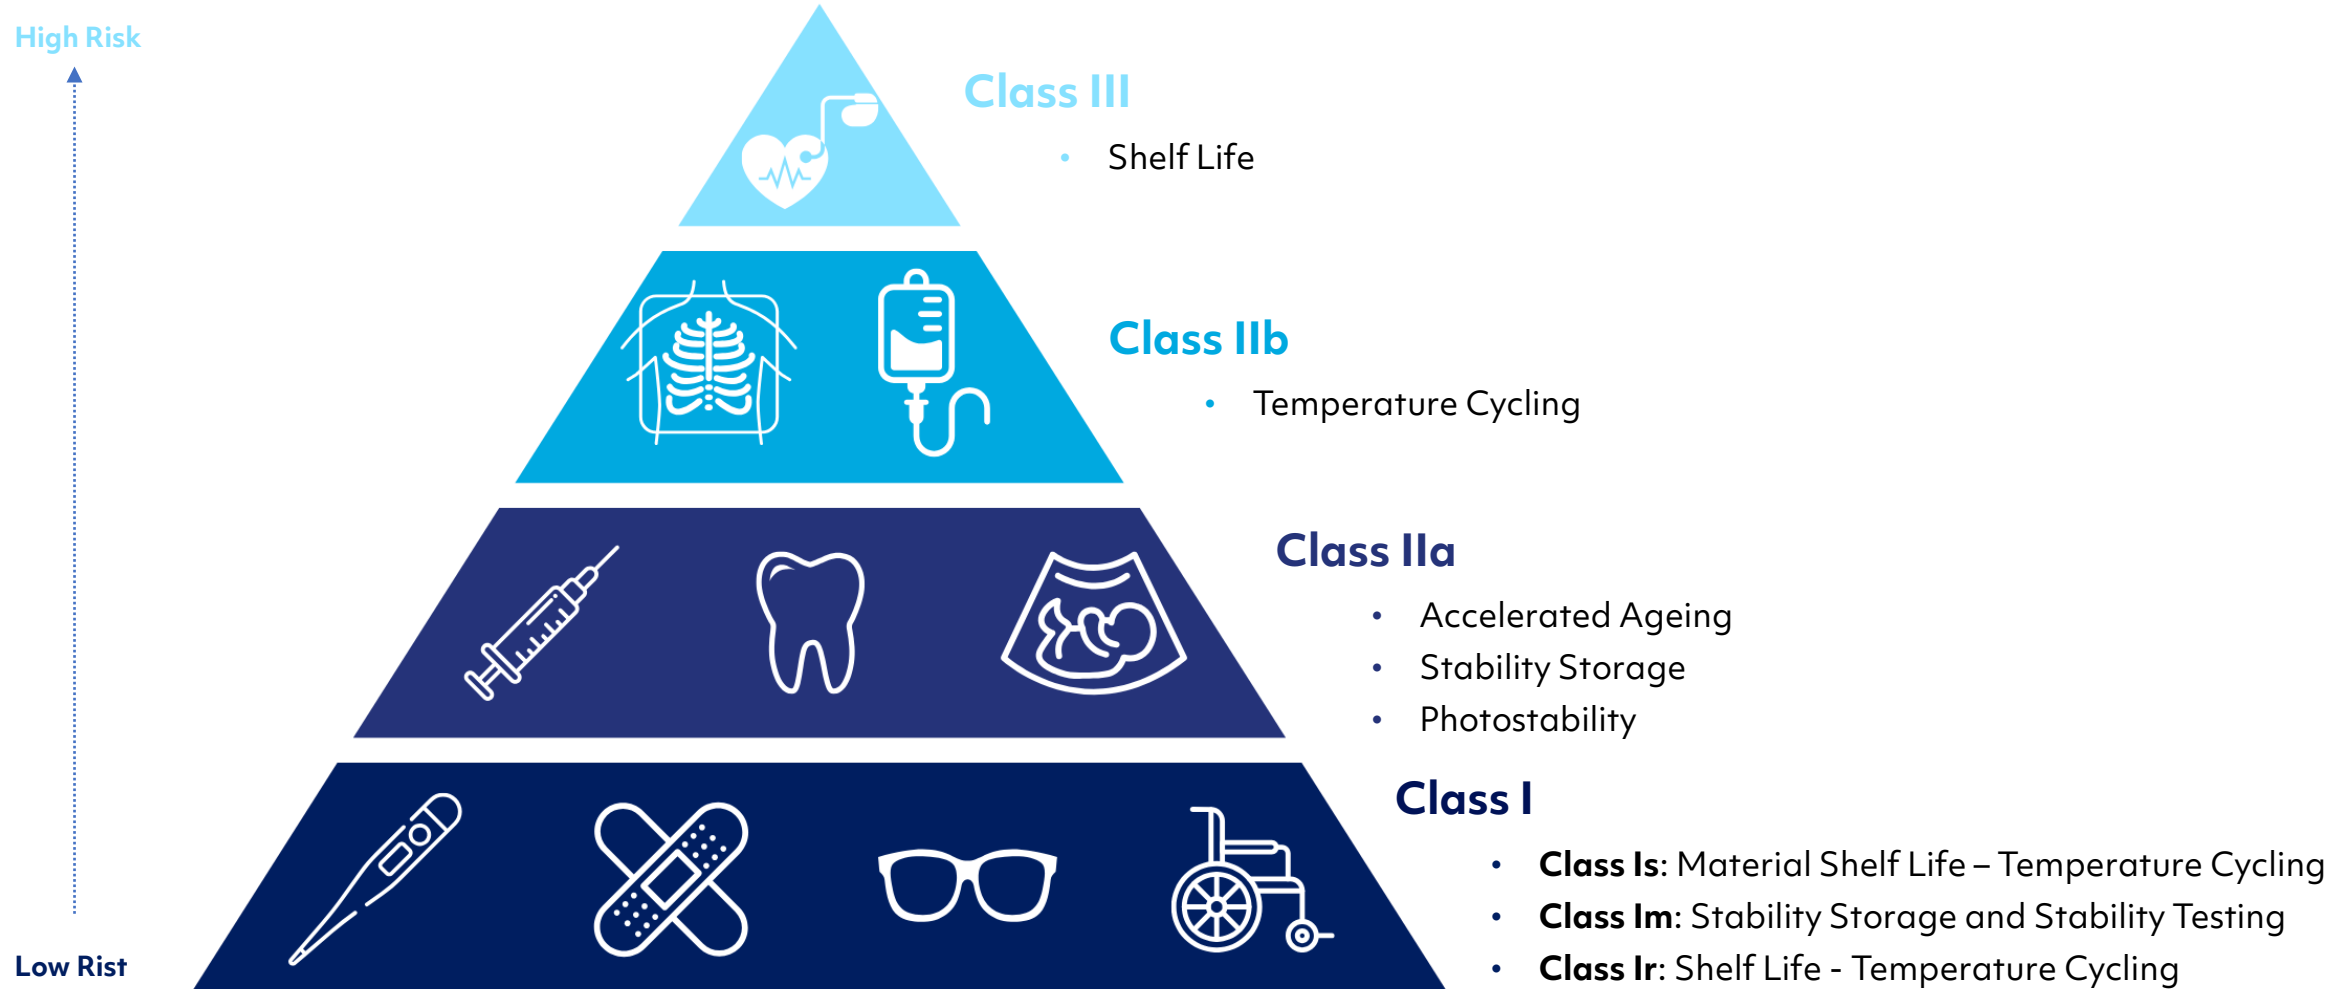 High Risk
Class III
• Shelf Life
Class IIb
• Temperature Cycling
Class IIa
• Accelerated Ageing
• Stability Storage
• Photostability
Class I
• Class Is: Material Shelf Life – Temperature Cycling
• Class Im: Stability Storage and Stability Testing
• Class Ir: Shelf Life - Temperature Cycling
Low Rist